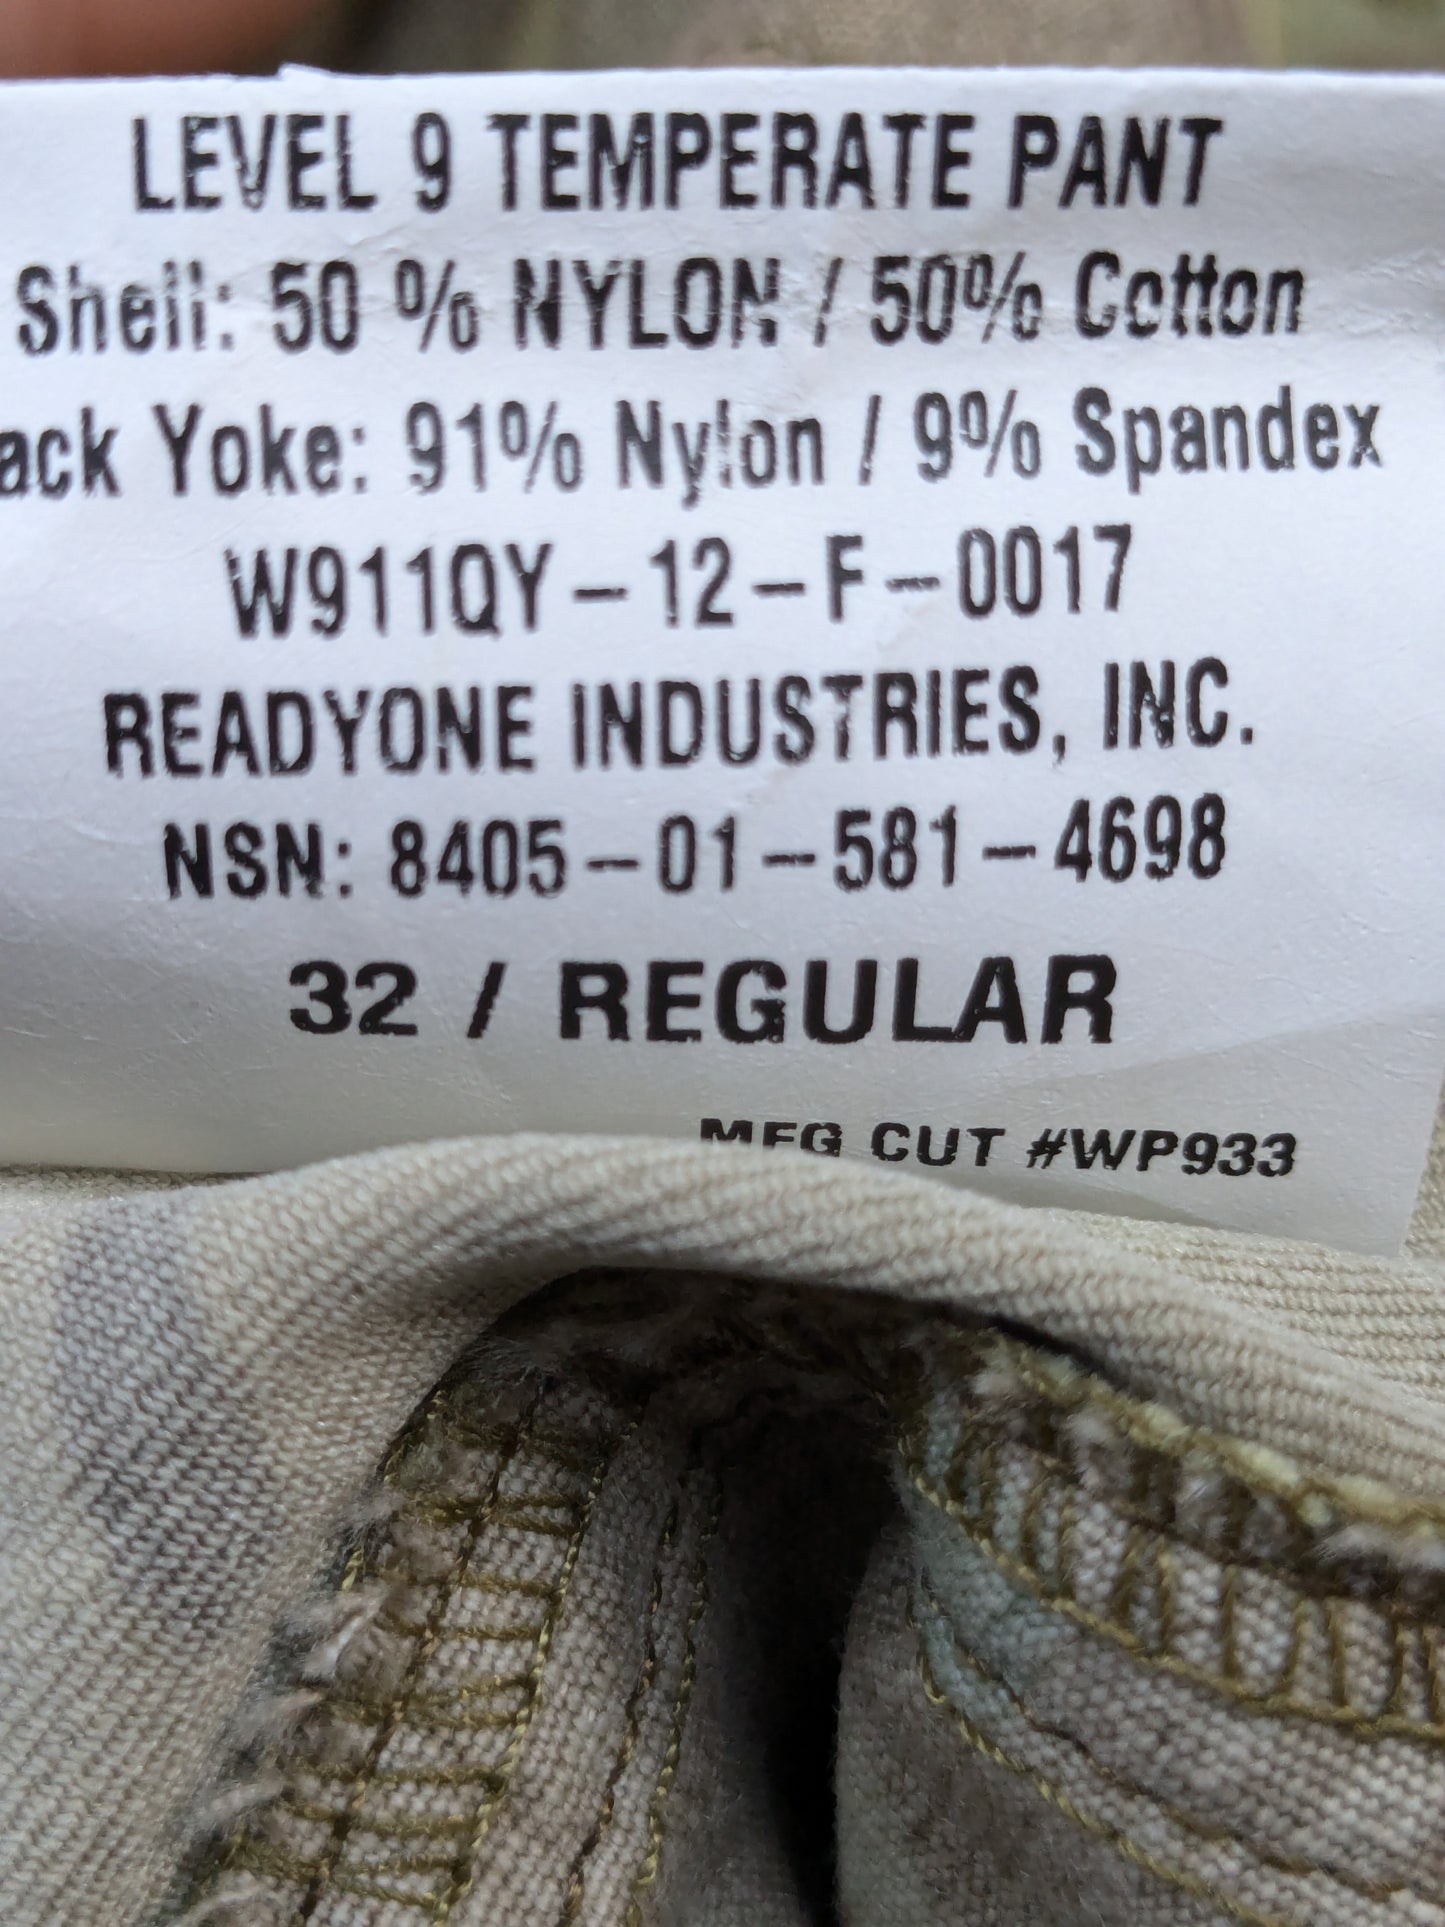 LEVEL 9 TEMPERATE PANT
Shell: 50 % NYLON / 50% Cotton
ack Yoke: 91% Nylon / 9% Spandex
W911QY-12-F-0017
READYONE INDUSTRIES, INC.
NSN: 8405-01-581-4698
32 / REGULAR
MFG CUT #WP933